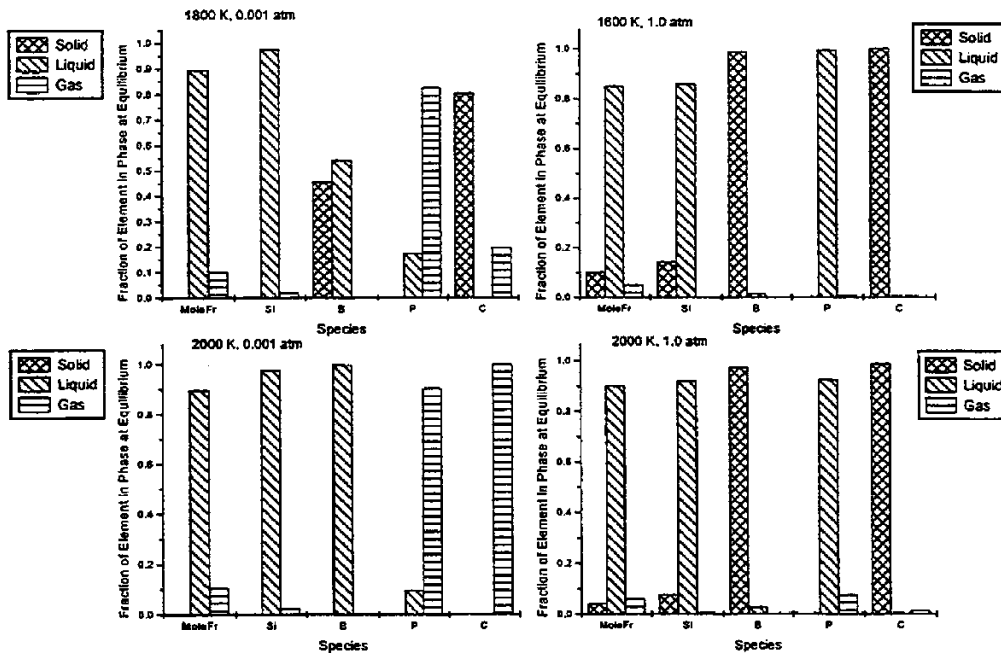 1800 K, 0.001 atm
Solid
Liquid
Gas
Fraction of Element in Phase at Equilibrium
1.0
0.9
0.8
0.7
0.6
0.5
0.4
0.3
0.2
0.1
0.0
MoleFr
Si
B
P
C
Species
1600 K, 1.0 atm
Solid
Liquid
Gas
Fraction of Element in Phase at Equilibrium
1.0
0.8
0.6
0.4
0.2
0.0
MoleFr
Si
B
P
C
Species
2000 K, 0.001 atm
Solid
Liquid
Gas
Fraction of Element in Phase at Equilibrium
1.0
0.8
0.6
0.4
0.2
0.0
MoleFr
Si
B
P
C
Species
2000 K, 1.0 atm
Solid
Liquid
Gas
Fraction of Element in Phase at Equilibrium
1.0
0.8
0.6
0.4
0.2
0.0
MoleFr
Si
B
P
C
Species